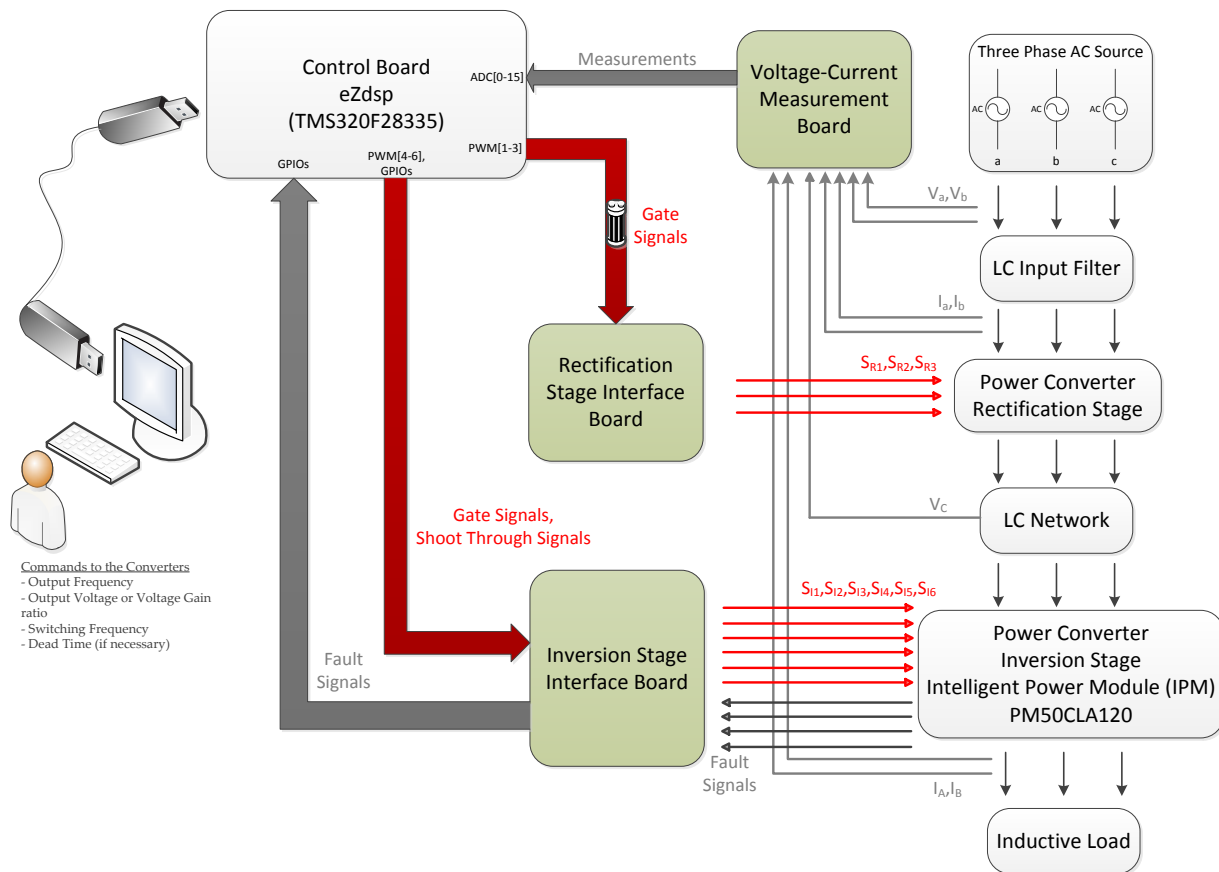 Control Board
eZdsp
(TMS320F28335)
ADC[0-15]
PWM[1-3]
GPIOs
PWM[4-6],
GPIOs
Measurements
Voltage-Current
Measurement
Board
Three Phase AC Source
AC
AC
AC
a
b
c
Va,Vb
LC Input Filter
Ia,Ib
Gate
Signals
Rectification
Stage Interface
Board
SR1,SR2,SR3
Power Converter
Rectification Stage
VC
LC Network
Gate Signals,
Shoot Through Signals
Commands to the Converters
- Output Frequency
- Output Voltage or Voltage Gain
ratio
- Switching Frequency
- Dead Time (if necessary)
Fault
Signals
Inversion Stage
Interface Board
SI1,SI2,SI3,SI4,SI5,SI6
Power Converter
Inversion Stage
Intelligent Power Module (IPM)
PM50CLA120
Fault
Signals
IA,IB
Inductive Load